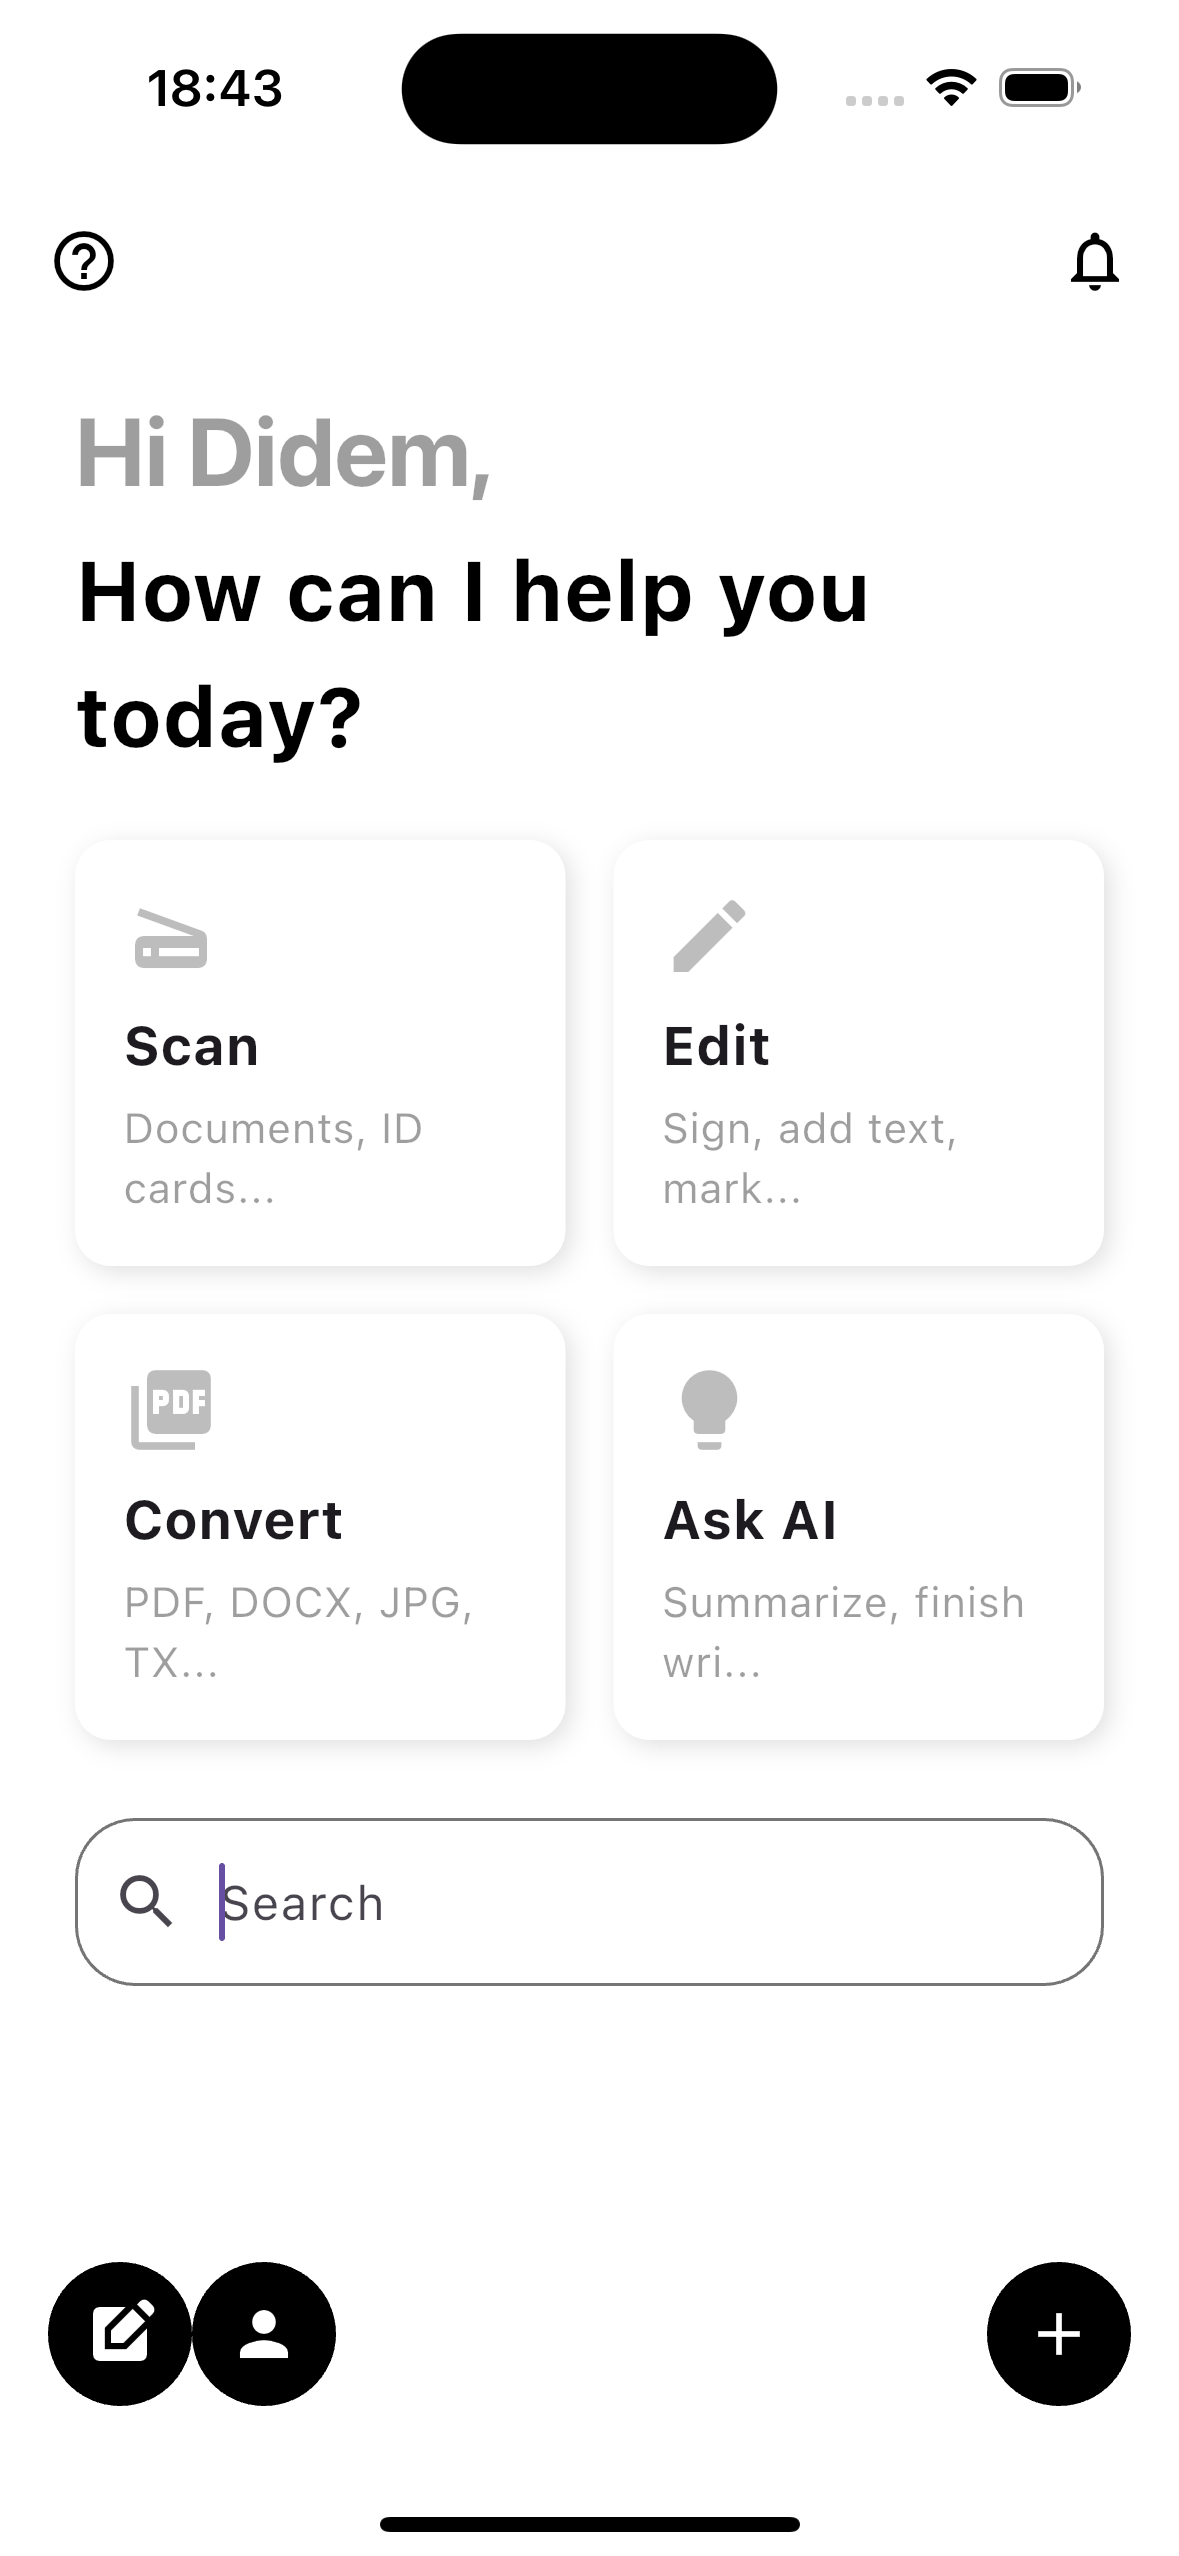 18:43
Hi Didem,
How can I help you
today?
Scan
Documents, ID
cards...
Edit
Sign, add text,
mark...
PDF
Convert
PDF, DOCX, JPG,
TX...
Ask AI
Summarize, finish
wri...
Search